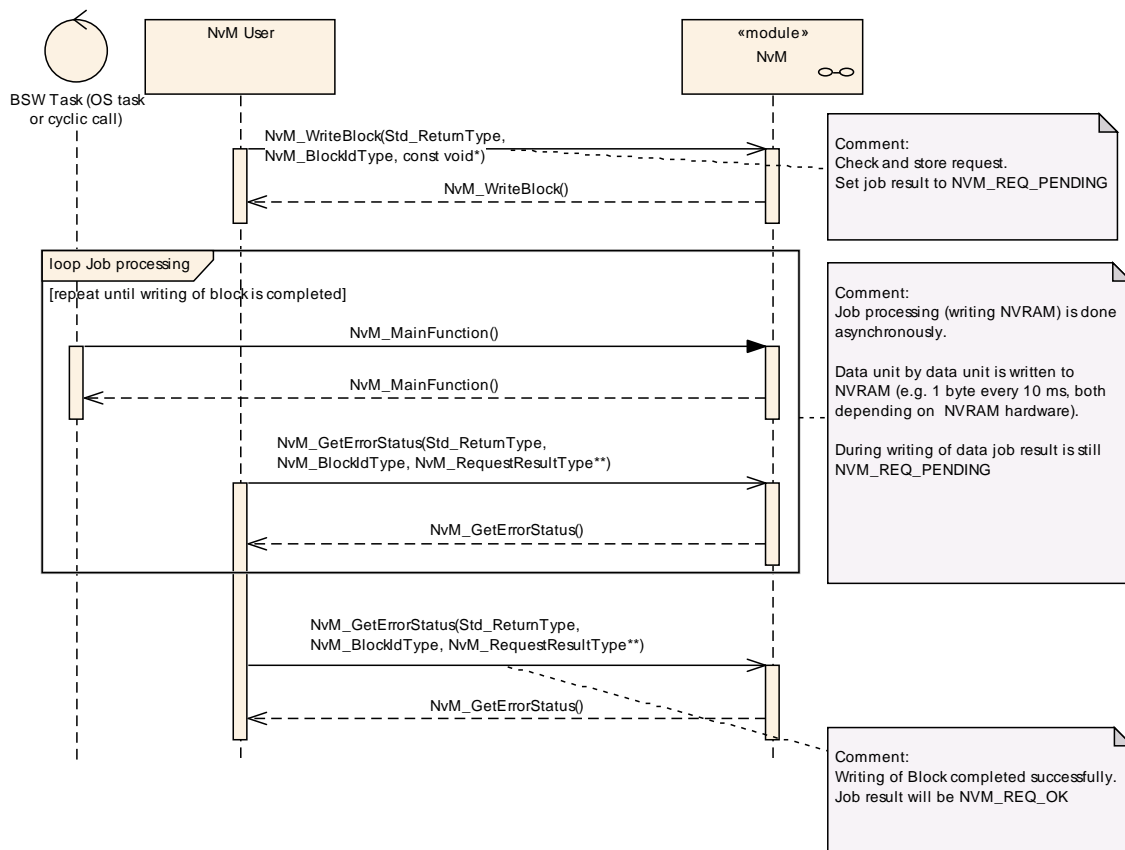 NvM User
«module»
NvM
BSW Task (OS task
or cyclic call)
NvM_WriteBlock(Std_ReturnType,
NvM_BlockIdType, const void*)
Comment:
Check and store request.
Set job result to NVM_REQ_PENDING
NvM_WriteBlock()
loop Job processing
[repeat until writing of block is completed]
Comment:
Job processing (writing NVRAM) is done
asynchronously.
Data unit by data unit is written to
NVRAM (e.g. 1 byte every 10 ms, both
depending on NVRAM hardware).
During writing of data job result is still
NVM_REQ_PENDING
NvM_MainFunction()
NvM_MainFunction()
NvM_GetErrorStatus(Std_ReturnType,
NvM_BlockIdType, NvM_RequestResultType**)
NvM_GetErrorStatus()
NvM_GetErrorStatus(Std_ReturnType,
NvM_BlockIdType, NvM_RequestResultType**)
NvM_GetErrorStatus()
Comment:
Writing of Block completed successfully.
Job result will be NVM_REQ_OK